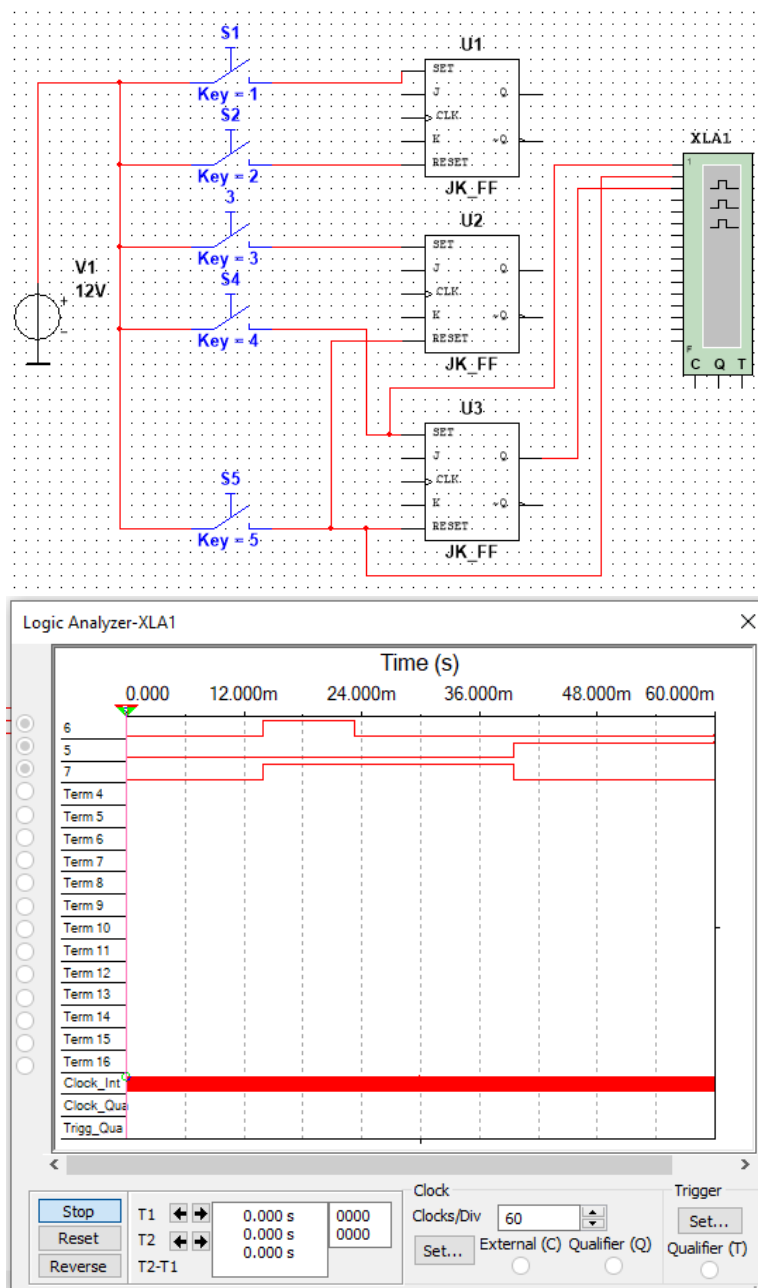 S1
U1
SET
J Q
Key = 1
CLK
S2
K ~Q
XLA1
RESET
1
Key = 2
JK_FF
3
U2
SET
Key = 3
J Q
V1
S4
12V
CLK
+
K ~Q
-
Key = 4
RESET
F
JK_FF
C Q T
U3
SET
J Q
S5
CLK
K ~Q
RESET
Key = 5
JK_FF
Logic Analyzer-XLA1
Time (s)
0.000 12.000m 24.000m 36.000m 48.000m 60.000m
6
5
7
Term 4
Term 5
Term 6
Term 7
Term 8
Term 9
Term 10
Term 11
Term 12
Term 13
Term 14
Term 15
Term 16
Clock_Int
Clock_Qua
Trigg_Qua
Clock
Trigger
Stop
T1
0.000 s
0000
Clocks/Div 60
Set...
Reset
T2
0.000 s
0000
Set...
External (C) Qualifier (Q)
Qualifier (T)
Reverse
T2-T1
0.000 s